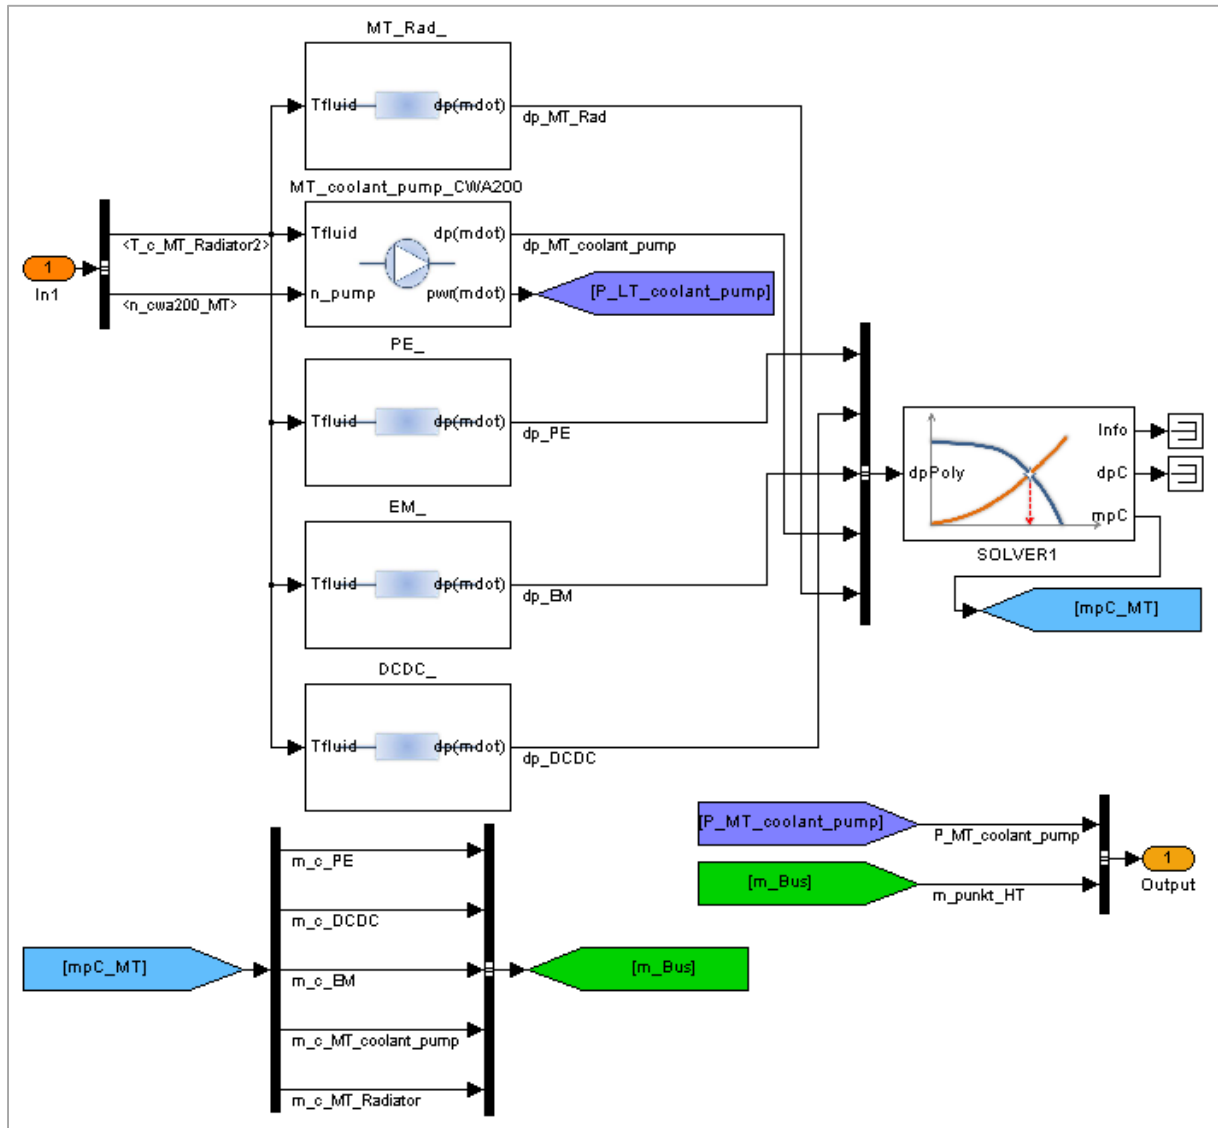 MT_Rad_
Tfluid
dp(mdot)
dp_MT_Rad
MT_coolant_pump_CWA200
Tfluid
dp(mdot)
n_pump
pwr(mdot)
dp_MT_coolant_pump
[P_LT_coolant_pump]
1
In1
<T_c_MT_Radiator2>
<n_cwa200_MT>
PE_
Tfluid
dp(mdot)
dp_PE
EM_
Tfluid
dp(mdot)
dp_EM
DCDC_
Tfluid
dp(mdot)
dp_DCDC
dpPoly
Info
dpC
mpC
SOLVER1
[mpC_MT]
[P_MT_coolant_pump]
P_MT_coolant_pump
[m_Bus]
m_punkt_HT
1
Output
[mpC_MT]
m_c_PE
m_c_DCDC
m_c_EM
m_c_MT_coolant_pump
m_c_MT_Radiator
[m_Bus]